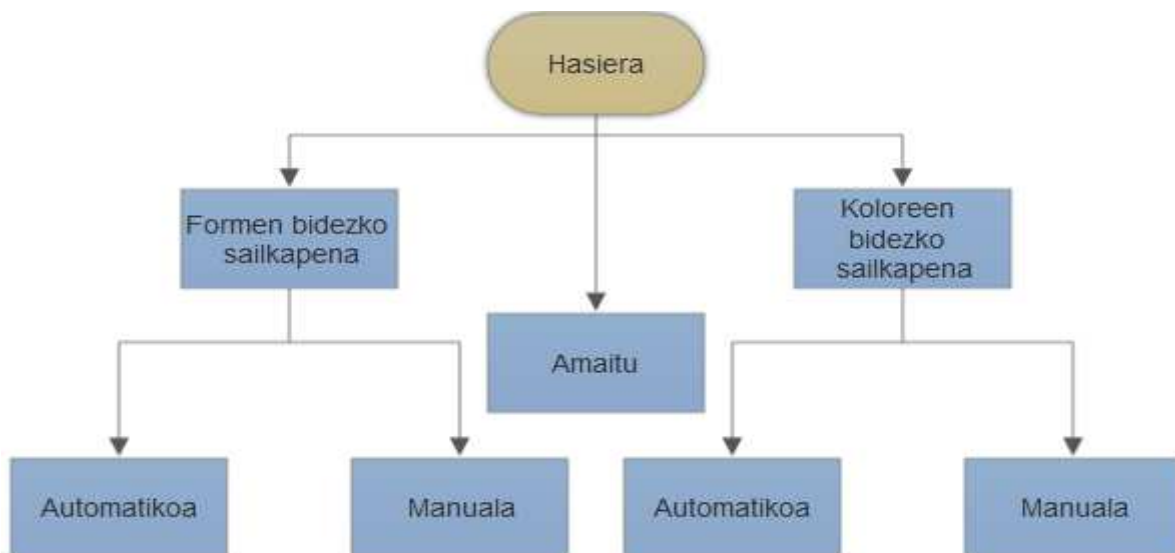 Hasiera
Formen bidezko
sailkapena
Koloreen
bidezko
sailkapena
Amaitu
Automatikoa
Manuala
Automatikoa
Manuala